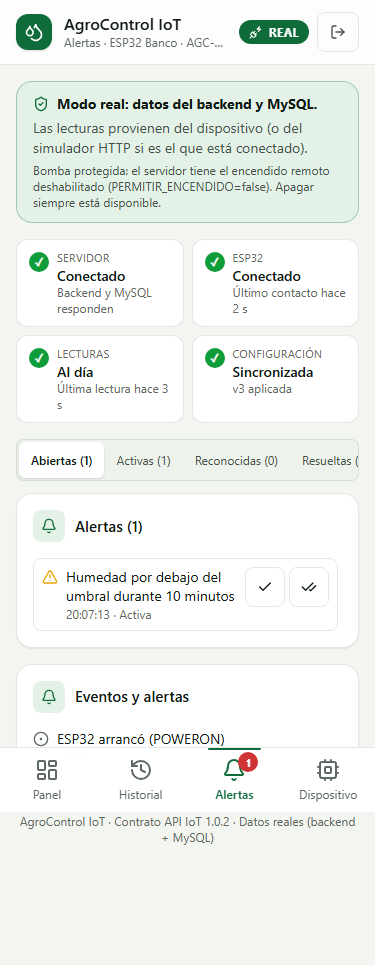 AgroControl IoT
Alertas · ESP32 Banco · AGC-...
REAL
Modo real: datos del backend y MySQL.
Las lecturas provienen del dispositivo (o del
simulador HTTP si es el que está conectado).
Bomba protegida: el servidor tiene el encendido remoto
deshabilitado (PERMITIR_ENCENDIDO=false). Apagar
siempre está disponible.
SERVIDOR
Conectado
Backend y MySQL
responden
ESP32
Conectado
Último contacto hace
2 s
LECTURAS
Al día
Última lectura hace 3
s
CONFIGURACIÓN
Sincronizada
v3 aplicada
Abiertas (1)
Activas (1)
Reconocidas (0)
Resueltas (
Alertas (1)
Humedad por debajo del
umbral durante 10 minutos
20:07:13 · Activa
Eventos y alertas
ESP32 arrancó (POWERON)
Panel
Historial
1
Alertas
Dispositivo
AgroControl IoT · Contrato API IoT 1.0.2 · Datos reales (backend
+ MySQL)